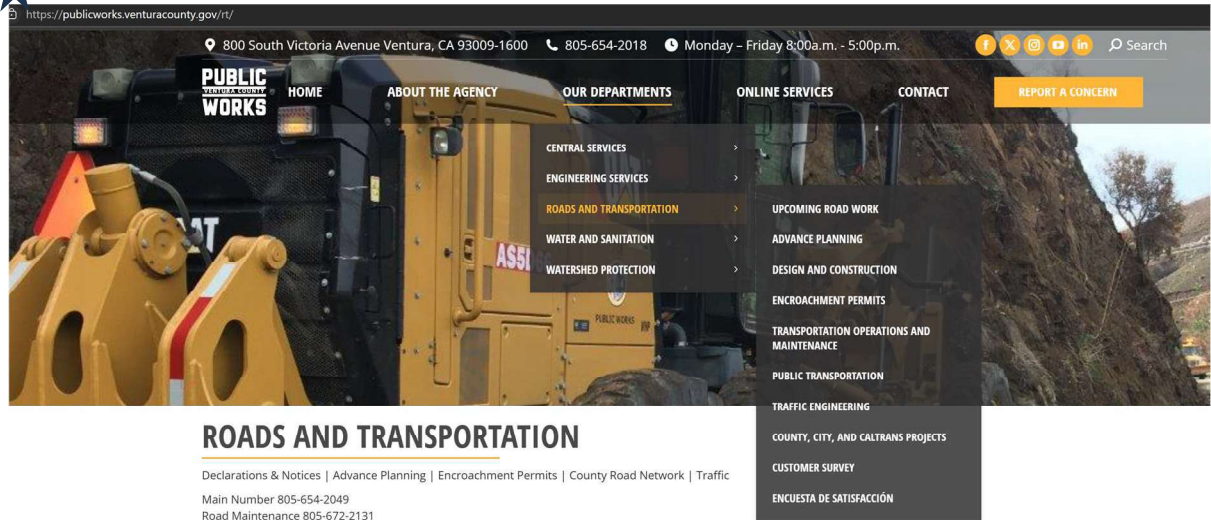 https://publicworks.venturacounty.gov/rt/
800 South Victoria Avenue Ventura, CA 93009-1600 805-654-2018 Monday – Friday 8:00a.m. - 5:00p.m. Search
PUBLIC
VENTURA COUNTY
WORKS
HOME ABOUT THE AGENCY OUR DEPARTMENTS ONLINE SERVICES CONTACT REPORT A CONCERN
CENTRAL SERVICES
ENGINEERING SERVICES
ROADS AND TRANSPORTATION
WATER AND SANITATION
WATERSHED PROTECTION
UPCOMING ROAD WORK
ADVANCE PLANNING
DESIGN AND CONSTRUCTION
ENCROACHMENT PERMITS
TRANSPORTATION OPERATIONS AND
MAINTENANCE
PUBLIC TRANSPORTATION
TRAFFIC ENGINEERING
COUNTY, CITY, AND CALTRANS PROJECTS
CUSTOMER SURVEY
ENCUESTA DE SATISFACCIÓN
PUBLIC WORKS
ROADS AND TRANSPORTATION
Declarations & Notices | Advance Planning | Encroachment Permits | County Road Network | Traffic
Main Number 805-654-2049
Road Maintenance 805-672-2131